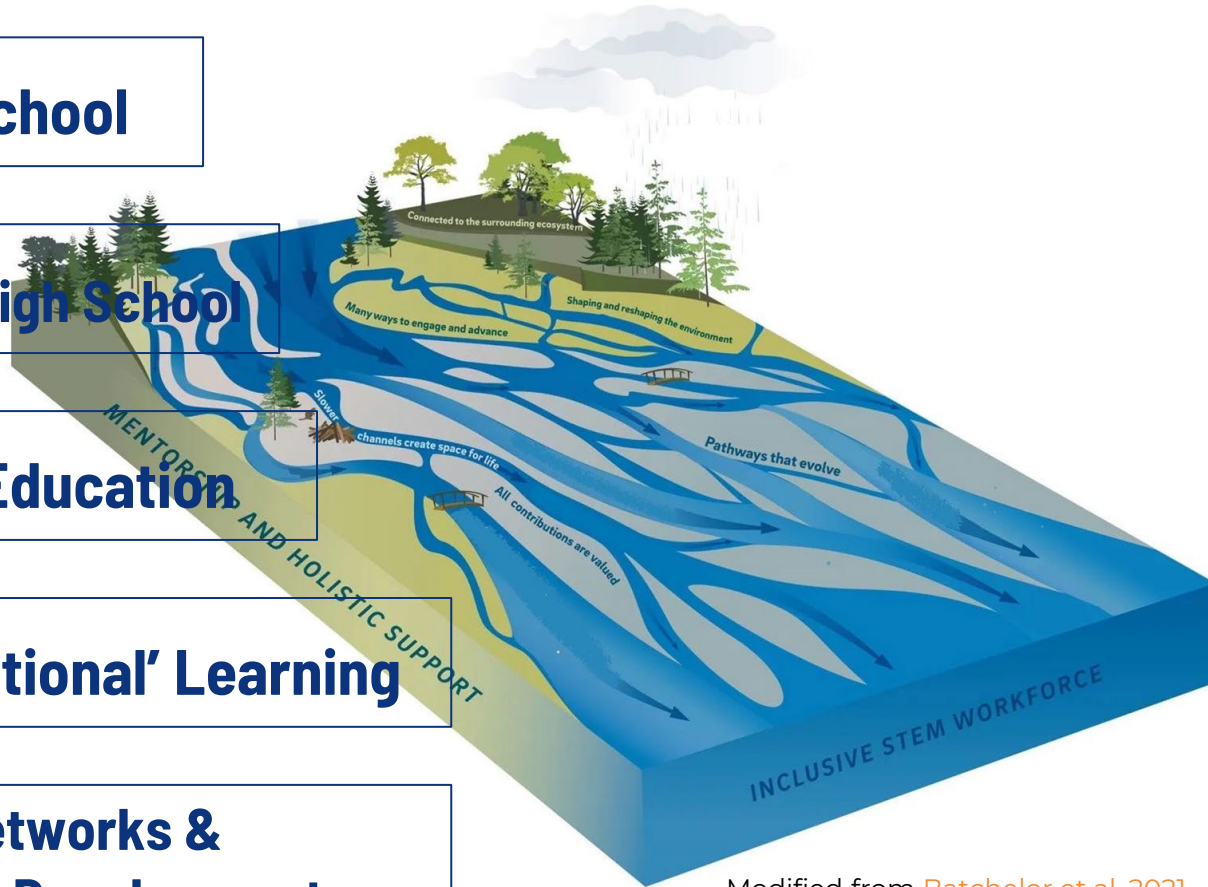 chool
igh School
Education
tional’ Learning
etworks &
Connected to the surrounding ecosystem
Many ways to engage and advance
Shaping and reshaping the environment
Slower channels create space for life
Pathways that evolve
All contributions are valued
MENTORSHIP AND HOLISTIC SUPPORT
INCLUSIVE STEM WORKFORCE
Modified from Batchelor et al. 2021